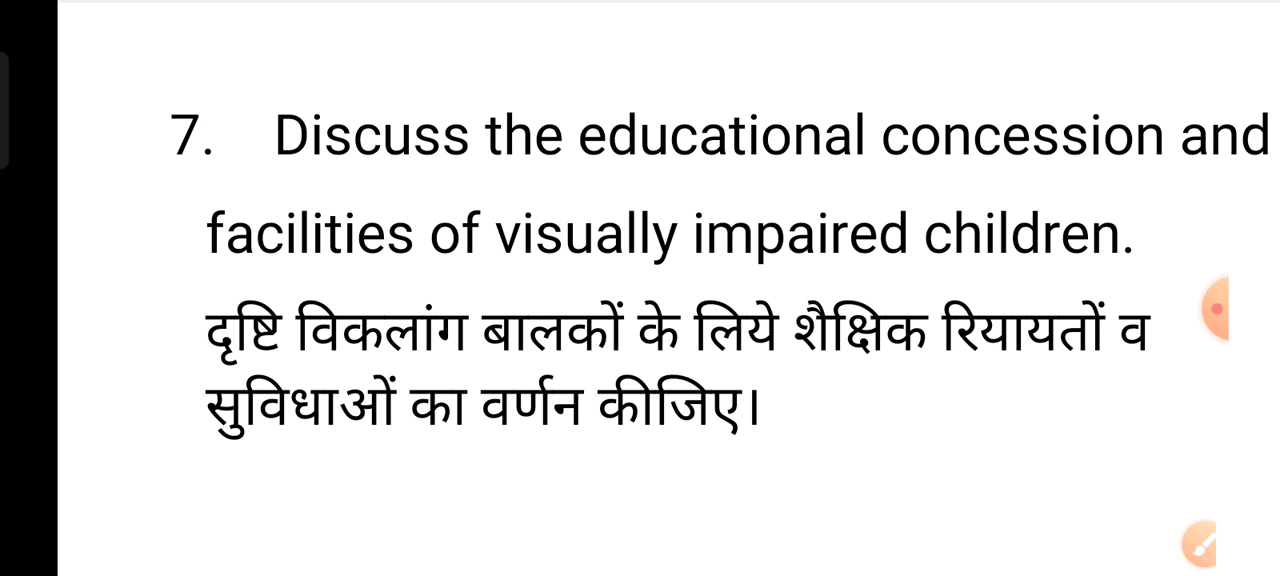 7. Discuss the educational concession and
facilities of visually impaired children.
दृष्टि विकलांग बालकों के लिये शैक्षिक रियायतों व
सुविधाओं का वर्णन कीजिए।